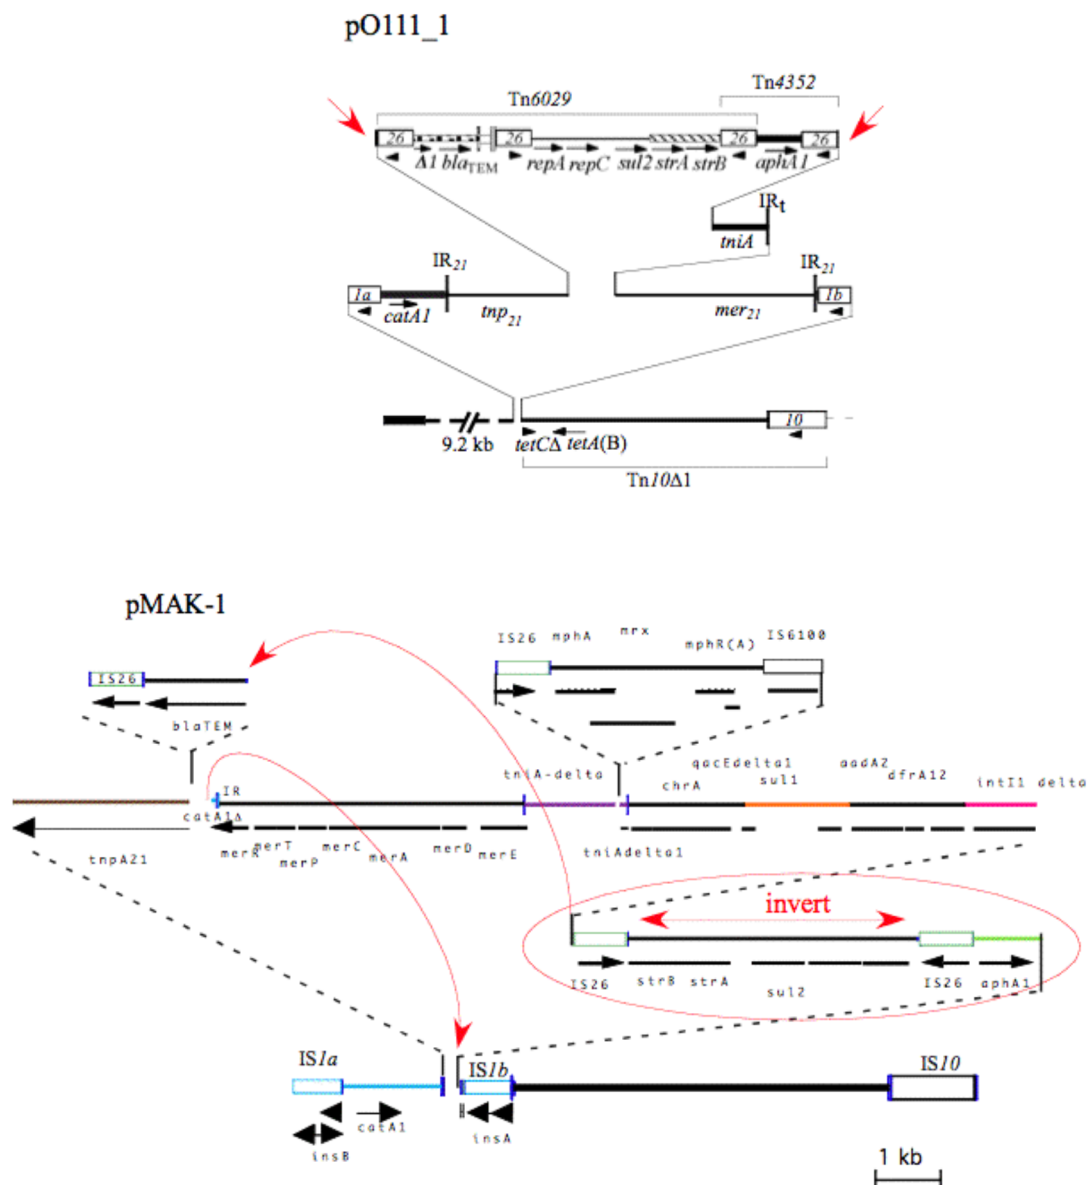 pO111_1
Tn4352
Tn6029
26 26 26 26
Δ1 blaTEM repA repC sul2 strA strB aphA1
IRt
tniA
IR21 IR21
1a 1b
catA1 tnp21 mer21
10
9.2 kb tetCΔ tetA(B)
Tn10Δ1
pMAK-1
IS26 mphA mrx mphR(A) IS6100
IS26
blaTEM
tniA-delta qacEdelta1 aadA2
chrA sul1 dfrA12 intI1 delta
IR
catA1Δ
tnpA21 merR merT merP merC merA merD merE tniAdelta1
invert
IS26 strB strA sul2 IS26 aphA1
IS1a IS1b IS10
catA1 insA
insB
1 kb